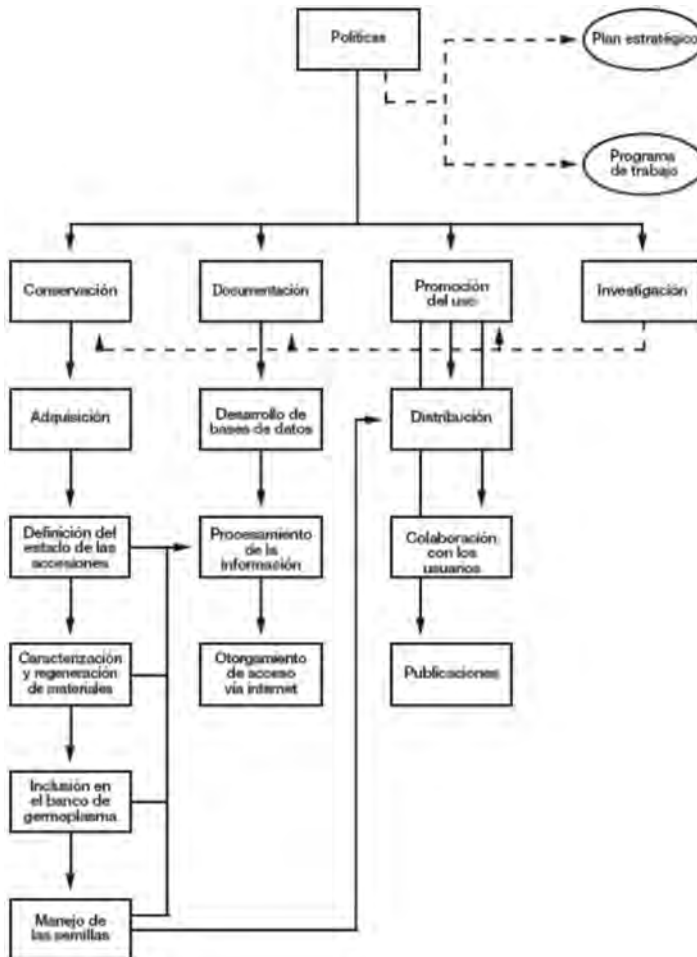 Políticas
Plan estratégico
Programa
de trabajo
Conservación
Documentación
Promoción
del uso
Investigación
Adquisición
Desarrollo de
bases de datos
Distribución
Definición del
estado de las
accesiones
Procesamiento
de la
información
Colaboración
con los
usuarios
Caracterización
y regeneración
de materiales
Otorgamiento
de acceso
vía internet
Publicaciones
Inclusión en
el banco de
germoplasma
Manejo de
las semillas